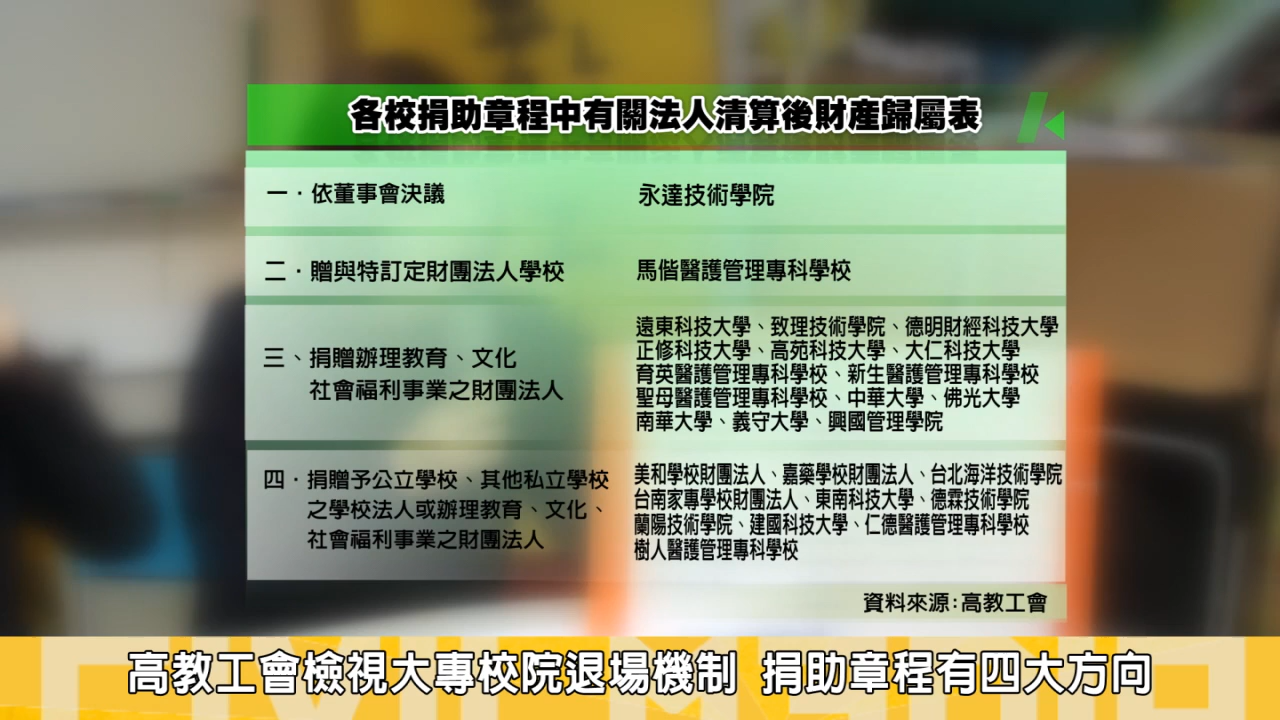 各校捐助章程中有關法人清算後財產歸屬表
一．依董事會決議
永達技術學院
二．贈與特訂定財團法人學校
馬偕醫護管理專科學校
三、捐贈辦理教育、文化
社會福利事業之財團法人
遠東科技大學、致理技術學院、德明財經科技大學
正修科技大學、高苑科技大學、大仁科技大學
育英醫護管理專科學校、新生醫護管理專科學校
聖母醫護管理專科學校、中華大學、佛光大學
南華大學、義守大學、興國管理學院
四．捐贈予公立學校、其他私立學校
之學校法人或辦理教育、文化、
社會福利事業之財團法人
美和學校財團法人、嘉藥學校財團法人、台北海洋技術學院
台南家專學校財團法人、東南科技大學、德霖技術學院
蘭陽技術學院、建國科技大學、仁德醫護管理專科學校
樹人醫護管理專科學校
資料來源:高教工會
高教工會檢視大專校院退場機制 捐助章程有四大方向